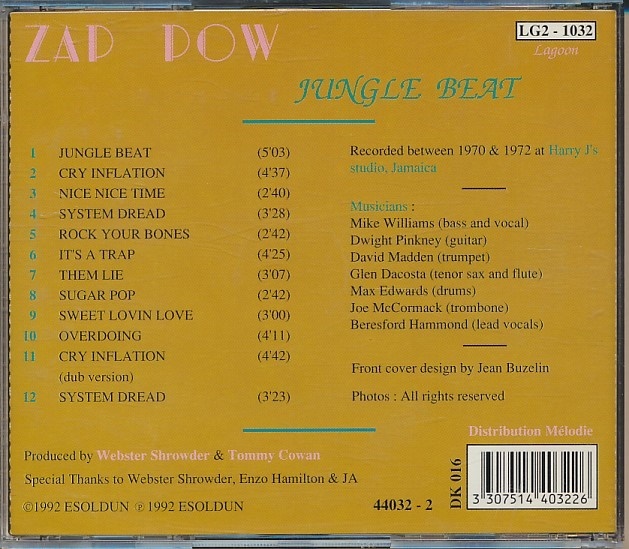 ZAP POW
LG2 - 1032
Lagoon
JUNGLE BEAT
1 JUNGLE BEAT (5'03)
2 CRY INFLATION (4'37)
3 NICE NICE TIME (2'40)
4 SYSTEM DREAD (3'28)
5 ROCK YOUR BONES (2'42)
6 IT'S A TRAP (4'25)
7 THEM LIE (3'07)
8 SUGAR POP (2'42)
9 SWEET LOVIN LOVE (3'00)
10 OVERDOING (4'11)
11 CRY INFLATION (4'42)
(dub version)
12 SYSTEM DREAD (3'23)
Recorded between 1970 & 1972 at Harry J's
studio, Jamaica
Musicians :
Mike Williams (bass and vocal)
Dwight Pinkney (guitar)
David Madden (trumpet)
Glen Dacosta (tenor sax and flute)
Max Edwards (drums)
Joe McCormack (trombone)
Beresford Hammond (lead vocals)
Front cover design by Jean Buzelin
Photos : All rights reserved
Produced by Webster Shrowder & Tommy Cowan
Special Thanks to Webster Shrowder, Enzo Hamilton & JA
©1992 ESOLDUN ℗ 1992 ESOLDUN
44032 - 2
Distribution Mélodie
DK 016
3 307514 403226